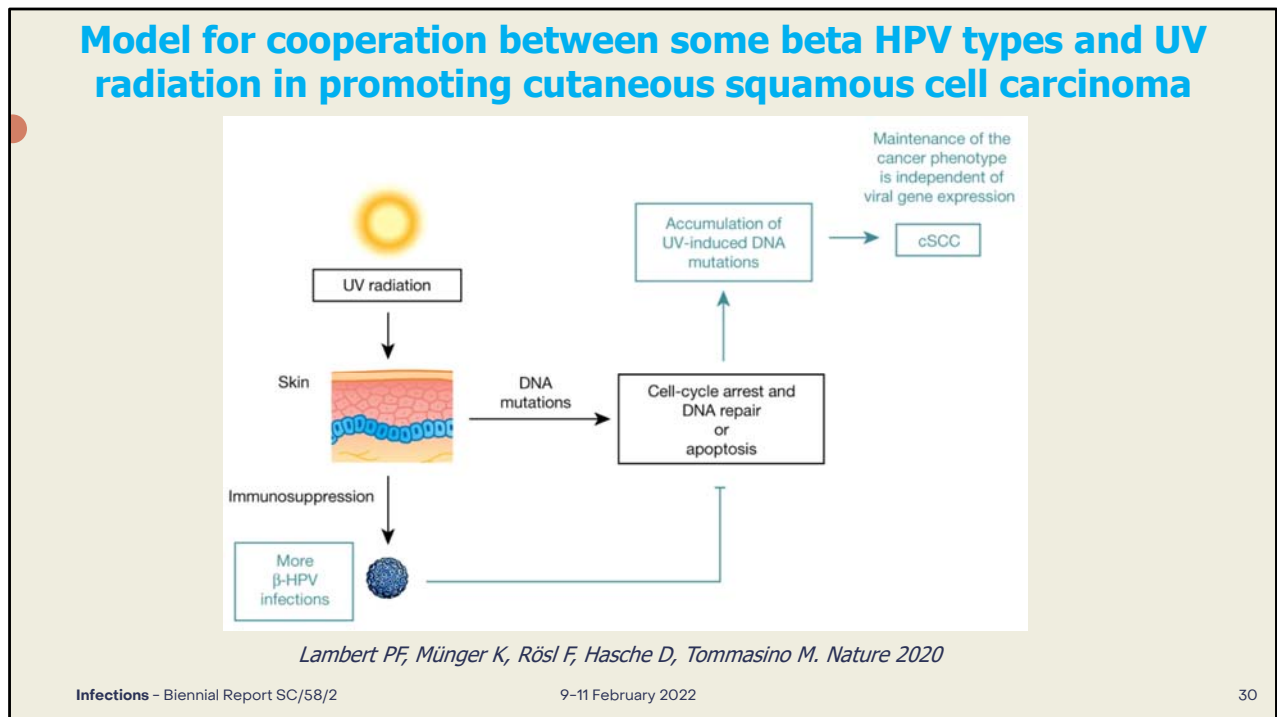 Model for cooperation between some beta HPV types and UV
radiation in promoting cutaneous squamous cell carcinoma
Maintenance of the
cancer phenotype
is independent of
viral gene expression
Accumulation of
UV-induced DNA
mutations
cSCC
UV radiation
Skin
DNA
mutations
Cell-cycle arrest and
DNA repair
or
apoptosis
Immunosuppression
More
β-HPV
infections
Lambert PF, Münger K, Rösl F, Hasche D, Tommasino M. Nature 2020
Infections – Biennial Report SC/58/2
9–11 February 2022
30